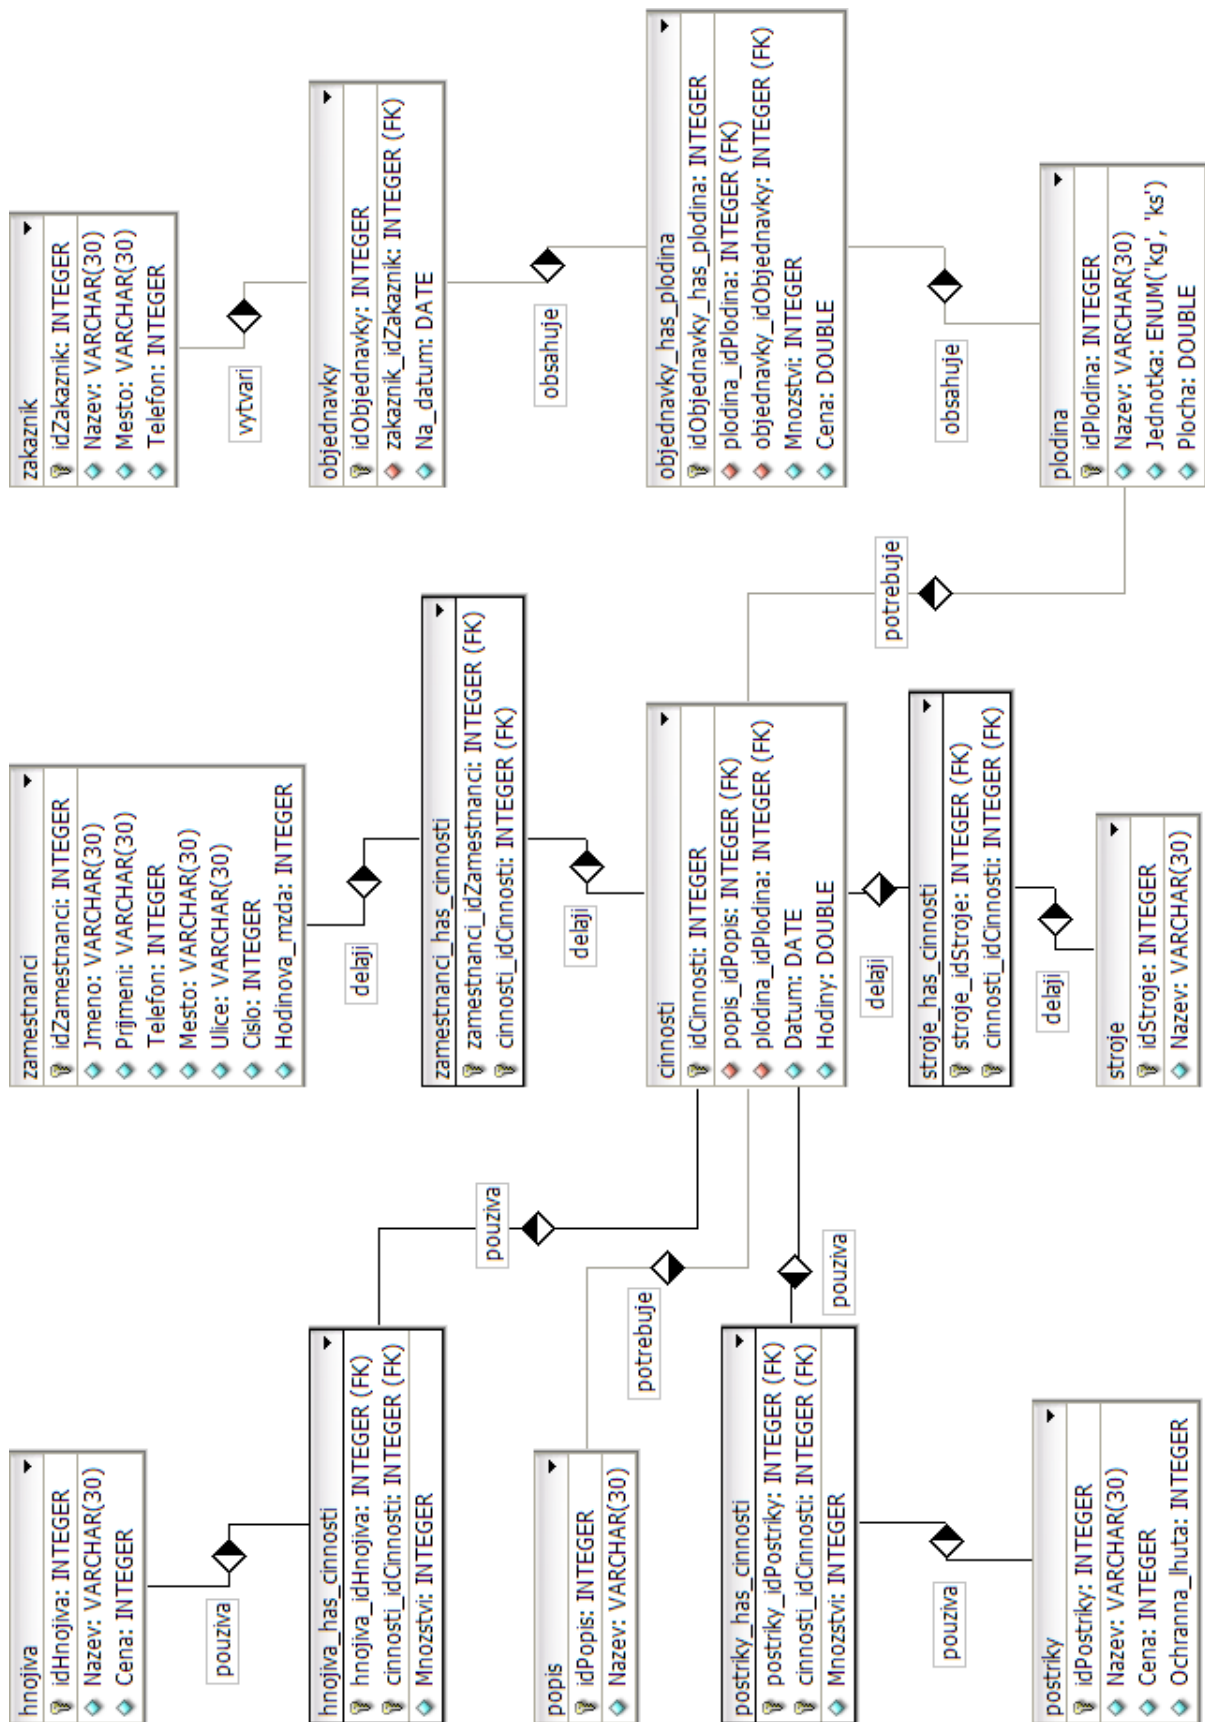 hnojiva
idHnojiva: INTEGER
Nazev: VARCHAR(30)
Cena: INTEGER
pouziva
hnojiva_has_cinnosti
hnojiva_idHnojiva: INTEGER (FK)
cinnosti_idCinnosti: INTEGER (FK)
Mnozstvi: INTEGER
pouziva
popis
idPopis: INTEGER
Nazev: VARCHAR(30)
potrebuje
postriky_has_cinnosti
postriky_idPostriky: INTEGER (FK)
cinnosti_idCinnosti: INTEGER (FK)
Mnozstvi: INTEGER
pouziva
pouziva
postriky
idPostriky: INTEGER
Nazev: VARCHAR(30)
Cena: INTEGER
Ochranna_lhuta: INTEGER
zamestnanci
idZamestnanci: INTEGER
Jmeno: VARCHAR(30)
Prijmeni: VARCHAR(30)
Telefon: INTEGER
Mesto: VARCHAR(30)
Ulice: VARCHAR(30)
Cislo: INTEGER
Hodinova_mzda: INTEGER
delaji
zamestnanci_has_cinnosti
zamestnanci_idZamestnanci: INTEGER (FK)
cinnosti_idCinnosti: INTEGER (FK)
delaji
cinnosti
idCinnosti: INTEGER
popis_idPopis: INTEGER (FK)
plodina_idPlodina: INTEGER (FK)
Datum: DATE
Hodiny: DOUBLE
delaji
stroje_has_cinnosti
stroje_idStroje: INTEGER (FK)
cinnosti_idCinnosti: INTEGER (FK)
delaji
stroje
idStroje: INTEGER
Nazev: VARCHAR(30)
zakaznik
idZakaznik: INTEGER
Nazev: VARCHAR(30)
Mesto: VARCHAR(30)
Telefon: INTEGER
vytvari
objednavky
idObjednavky: INTEGER
zakaznik_idZakaznik: INTEGER (FK)
Na_datum: DATE
obsahuje
objednavky_has_plodina
idObjednavky_has_plodina: INTEGER
plodina_idPlodina: INTEGER (FK)
objednavky_idObjednavky: INTEGER (FK)
Mnozstvi: INTEGER
Cena: DOUBLE
potrebuje
obsahuje
plodina
idPlodina: INTEGER
Nazev: VARCHAR(30)
Jednotka: ENUM('kg', 'ks')
Plocha: DOUBLE